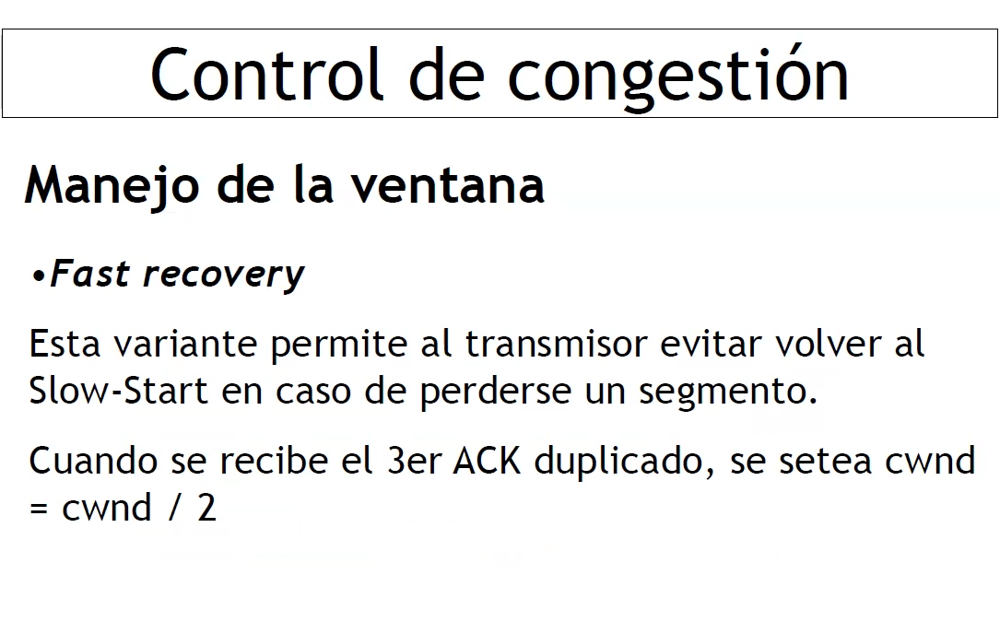 Control de congestión
Manejo de la ventana
•Fast recovery
Esta variante permite al transmisor evitar volver al
Slow-Start en caso de perderse un segmento.
Cuando se recibe el 3er ACK duplicado, se setea cwnd
= cwnd / 2